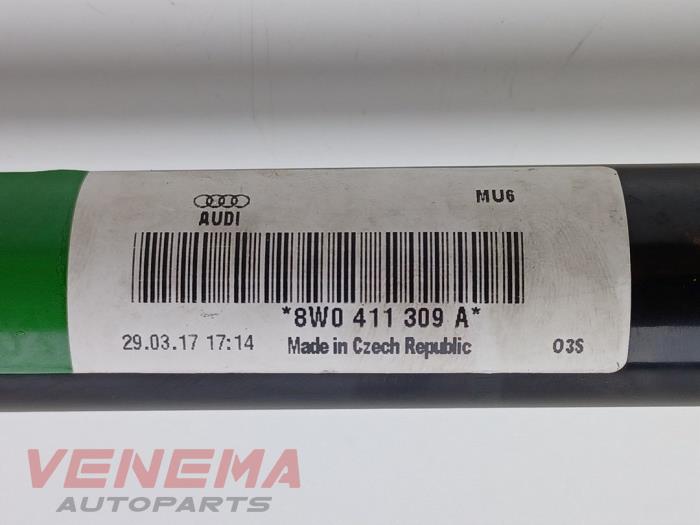 MU6
AUDI
*8W0 411 309 A*
29.03.17 17:14 Made in Czech Republic 03S
VENEMA
AUTOPARTS